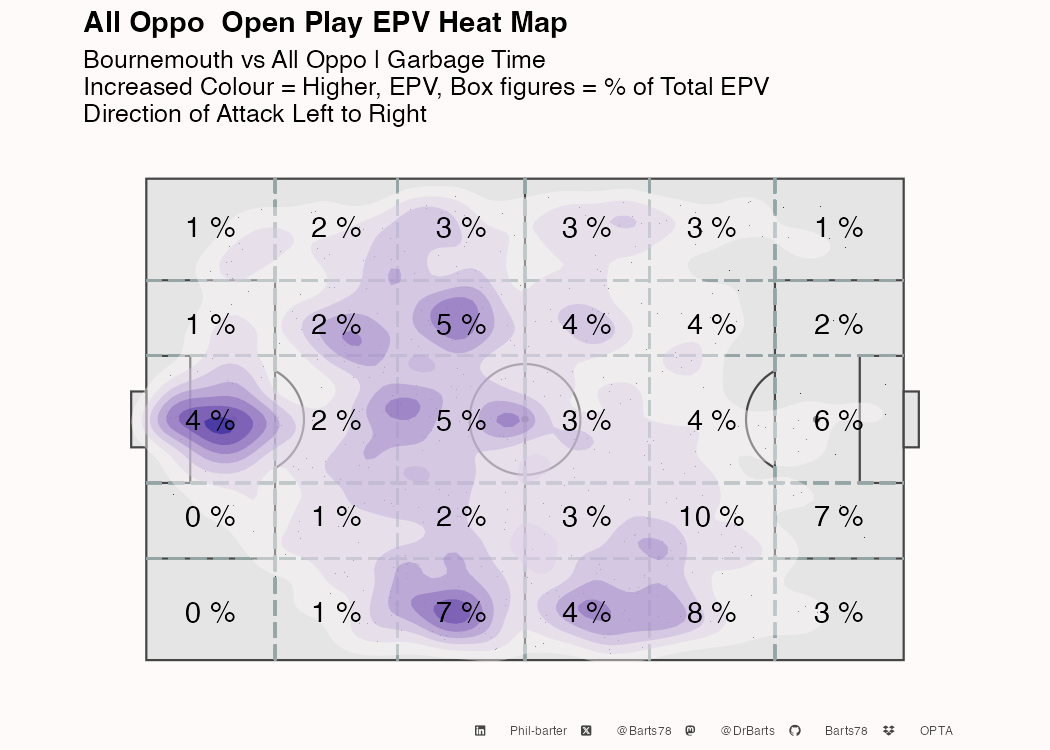 All Oppo  Open Play EPV Heat Map
Bournemouth vs All Oppo | Garbage Time
Increased Colour = Higher, EPV, Box figures = % of Total EPV
Direction of Attack Left to Right
1 % 2 % 3 % 3 % 3 % 1 %
1 % 2 % 5 % 4 % 4 % 2 %
4 % 2 % 5 % 3 % 4 % 6 %
0 % 1 % 2 % 3 % 10 % 7 %
0 % 1 % 7 % 4 % 8 % 3 %
Phil-barter @Barts78 @DrBarts Barts78 OPTA